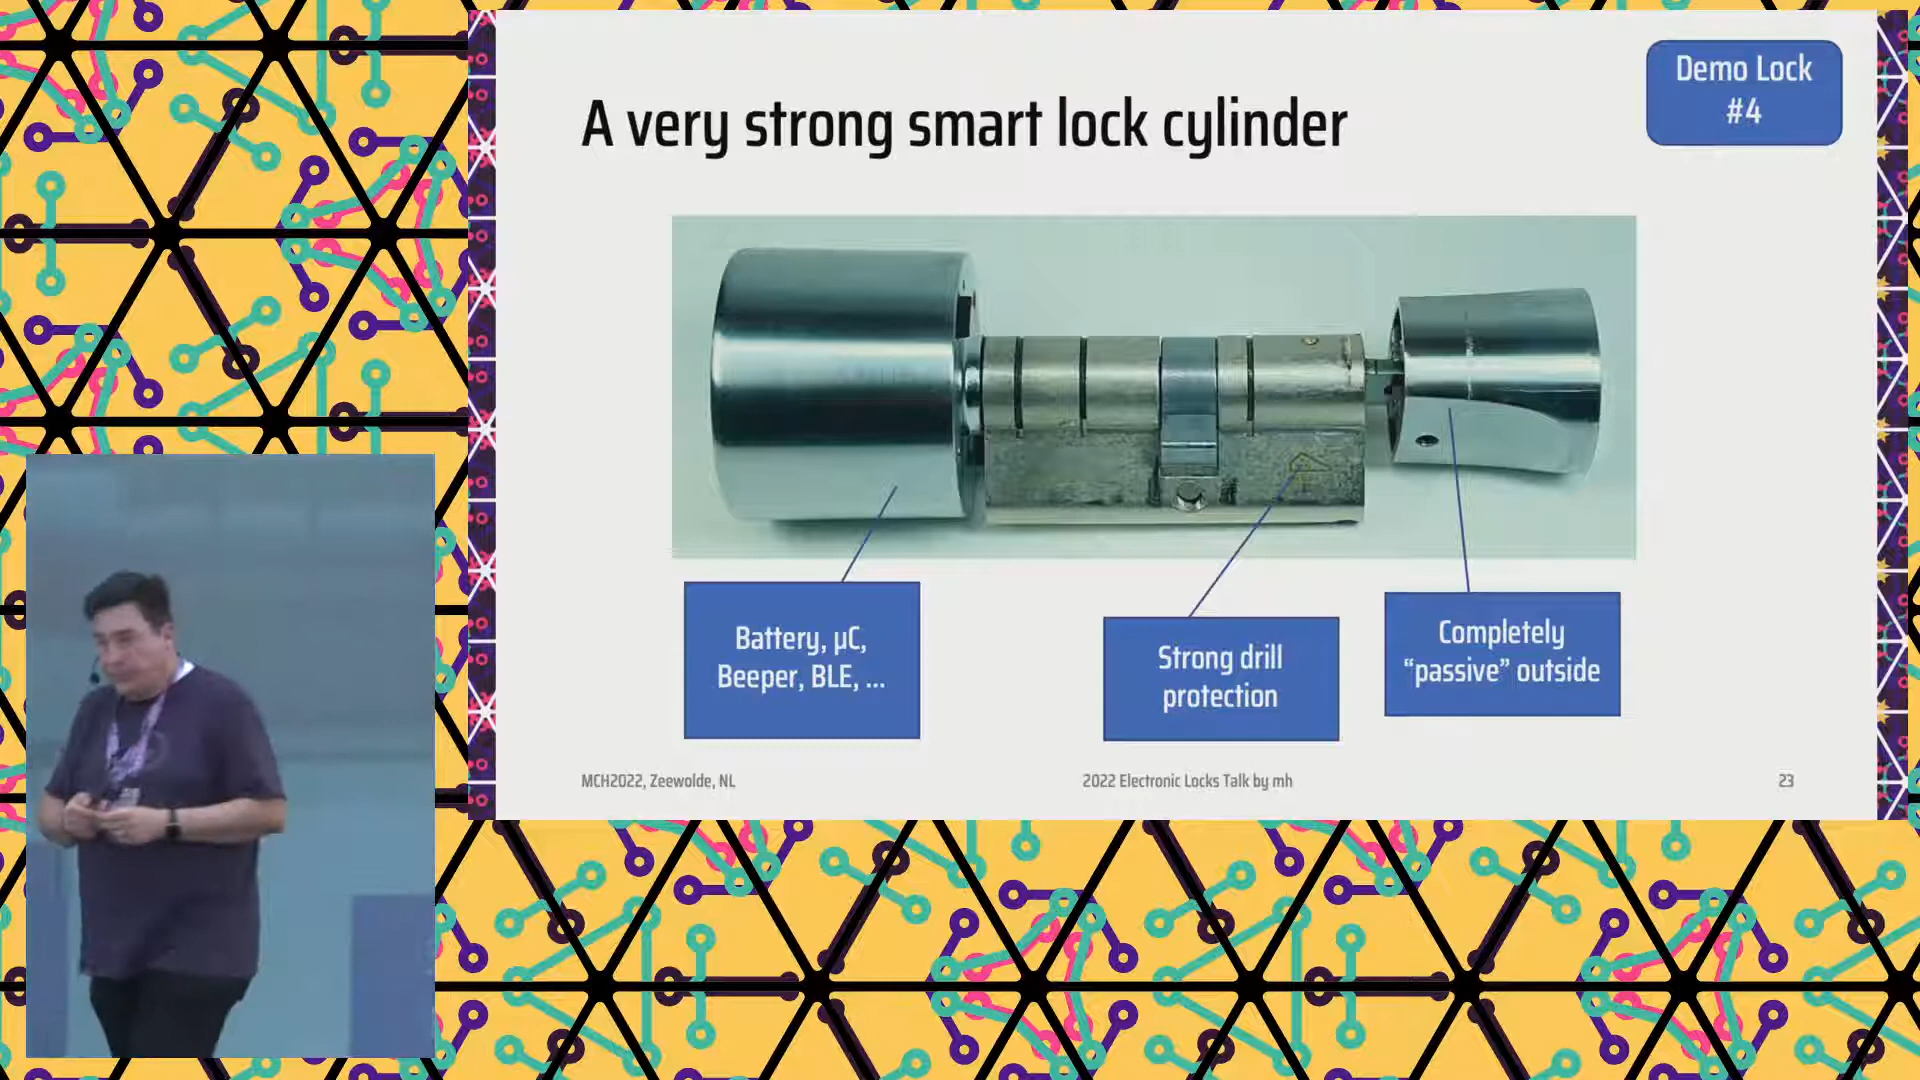 Demo Lock
#4
A very strong smart lock cylinder
Battery, µC,
Beeper, BLE, ...
Strong drill
protection
Completely
“passive” outside
MCH2022, Zeewolde, NL
2022 Electronic Locks Talk by mh
23